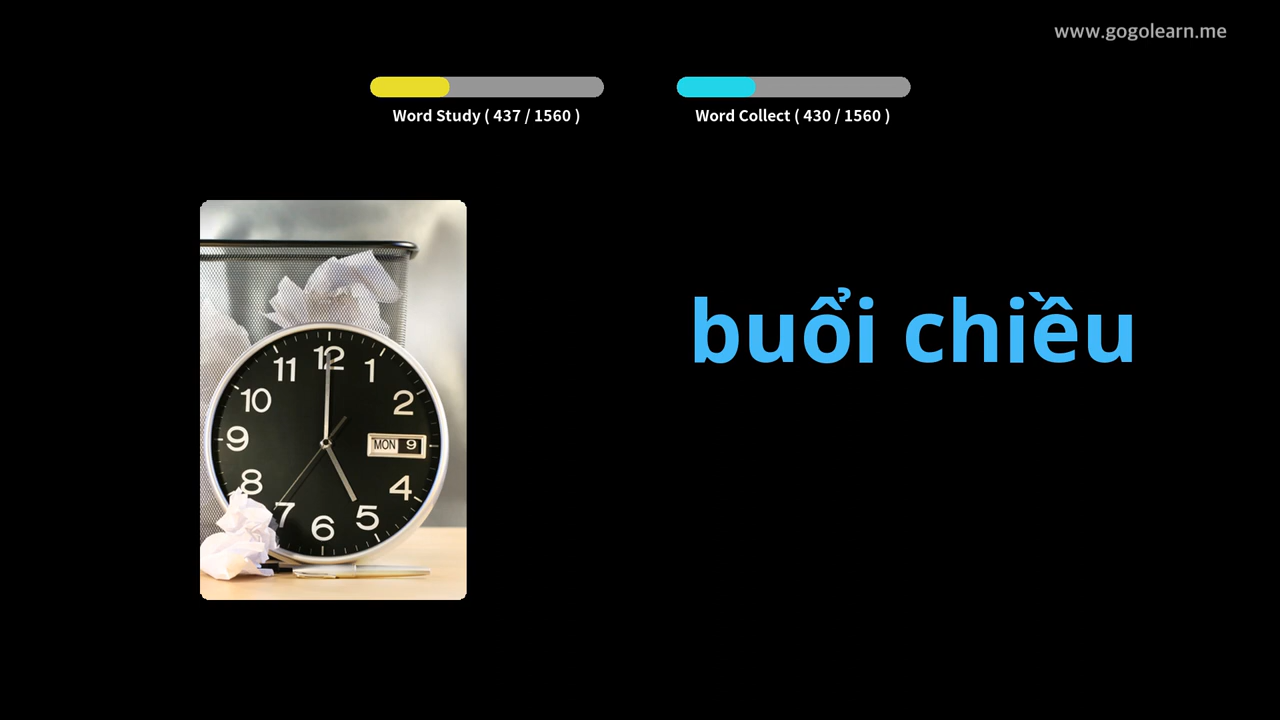 www.gogolearn.me
Word Study ( 437 / 1560 )
Word Collect ( 430 / 1560 )
buổi chiều
12
11
1
10
2
9
MON 9
8
4
7
5
6